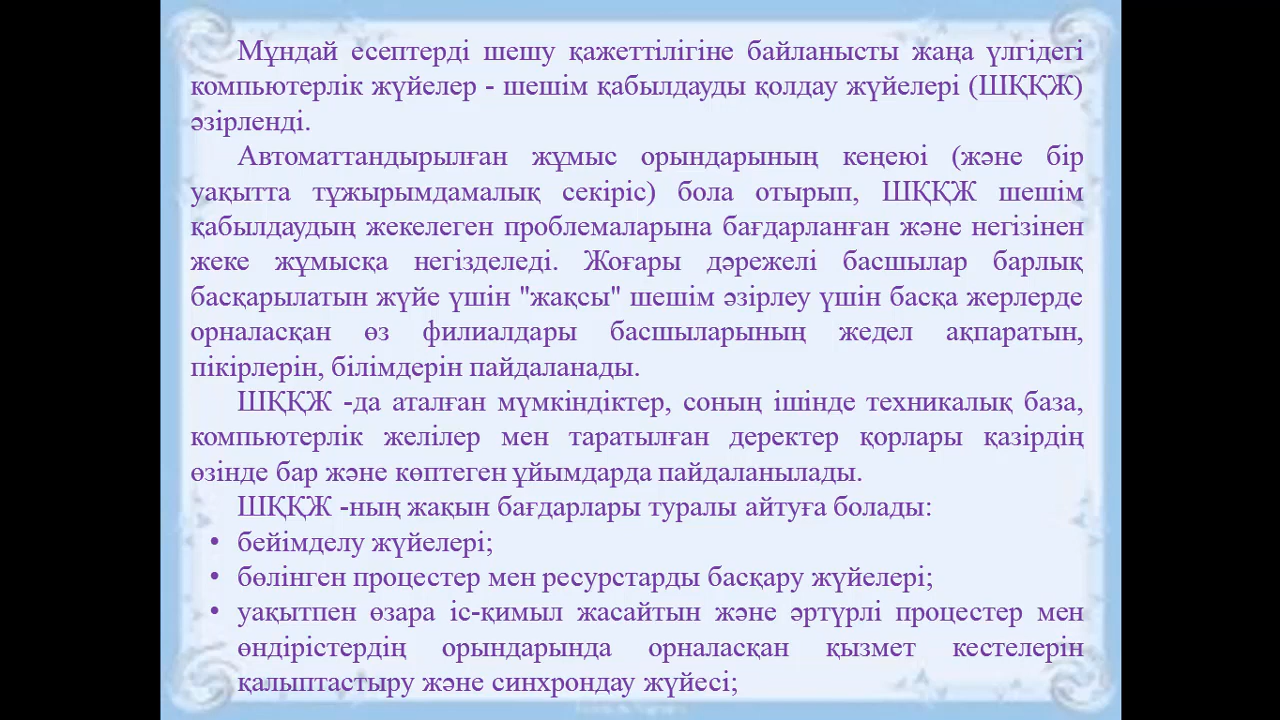 Мұндай есептерді шешу қажеттілігіне байланысты жаңа үлгідегі
компьютерлік жүйелер - шешім қабылдауды қолдау жүйелері (ШҚҚЖ)
әзірленді.
Автоматтандырылған жұмыс орындарының кеңеюі (және бір
уақытта тұжырымдамалық секіріс) бола отырып, ШҚҚЖ шешім
қабылдаудың жекелеген проблемаларына бағдарланған және негізінен
жеке жұмысқа негізделеді. Жоғары дәрежелі басшылар барлық
басқарылатын жүйе үшін "жақсы" шешім әзірлеу үшін басқа жерлерде
орналасқан өз филиалдары басшыларының жедел ақпаратын,
пікірлерін, білімдерін пайдаланады.
ШҚҚЖ -да аталған мүмкіндіктер, соның ішінде техникалық база,
компьютерлік желілер мен таратылған деректер қорлары қазірдің
өзінде бар және көптеген ұйымдарда пайдаланылады.
ШҚҚЖ -ның жақын бағдарлары туралы айтуға болады:
• бейімделу жүйелері;
• бөлінген процестер мен ресурстарды басқару жүйелері;
• уақытпен өзара іс-қимыл жасайтын және әртүрлі процестер мен
өндірістердің орындарында орналасқан қызмет кестелерін
қалыптастыру және синхрондау жүйесі;